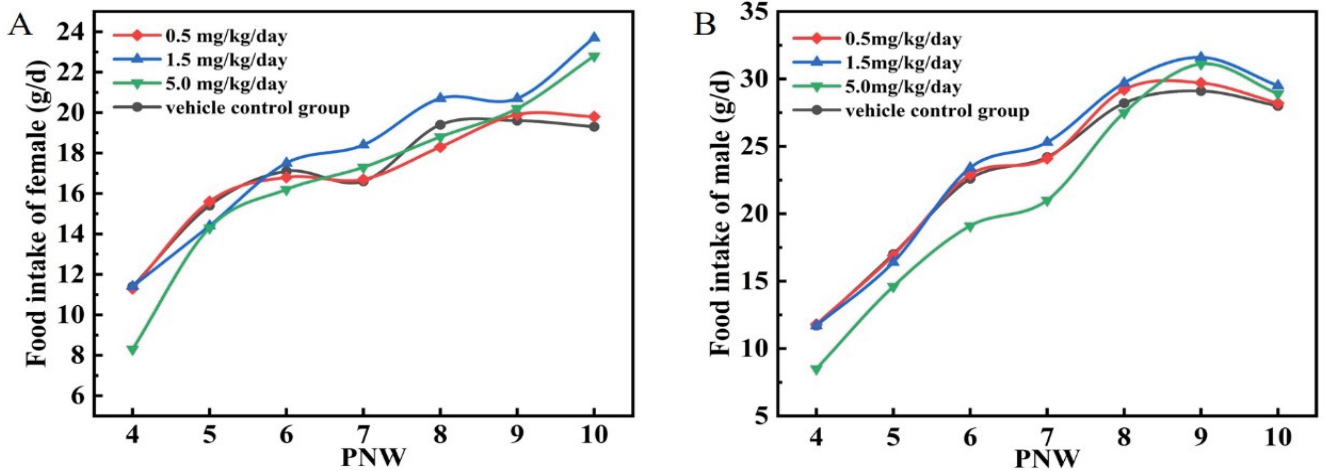 A
Food intake of female (g/d)
0.5 mg/kg/day
1.5 mg/kg/day
5.0 mg/kg/day
vehicle control group
24
22
20
18
16
14
12
10
8
6
4 5 6 7 8 9 10
PNW
B
Food intake of male (g/d)
0.5mg/kg/day
1.5mg/kg/day
5.0mg/kg/day
vehicle control group
35
30
25
20
15
10
5
4 5 6 7 8 9 10
PNW